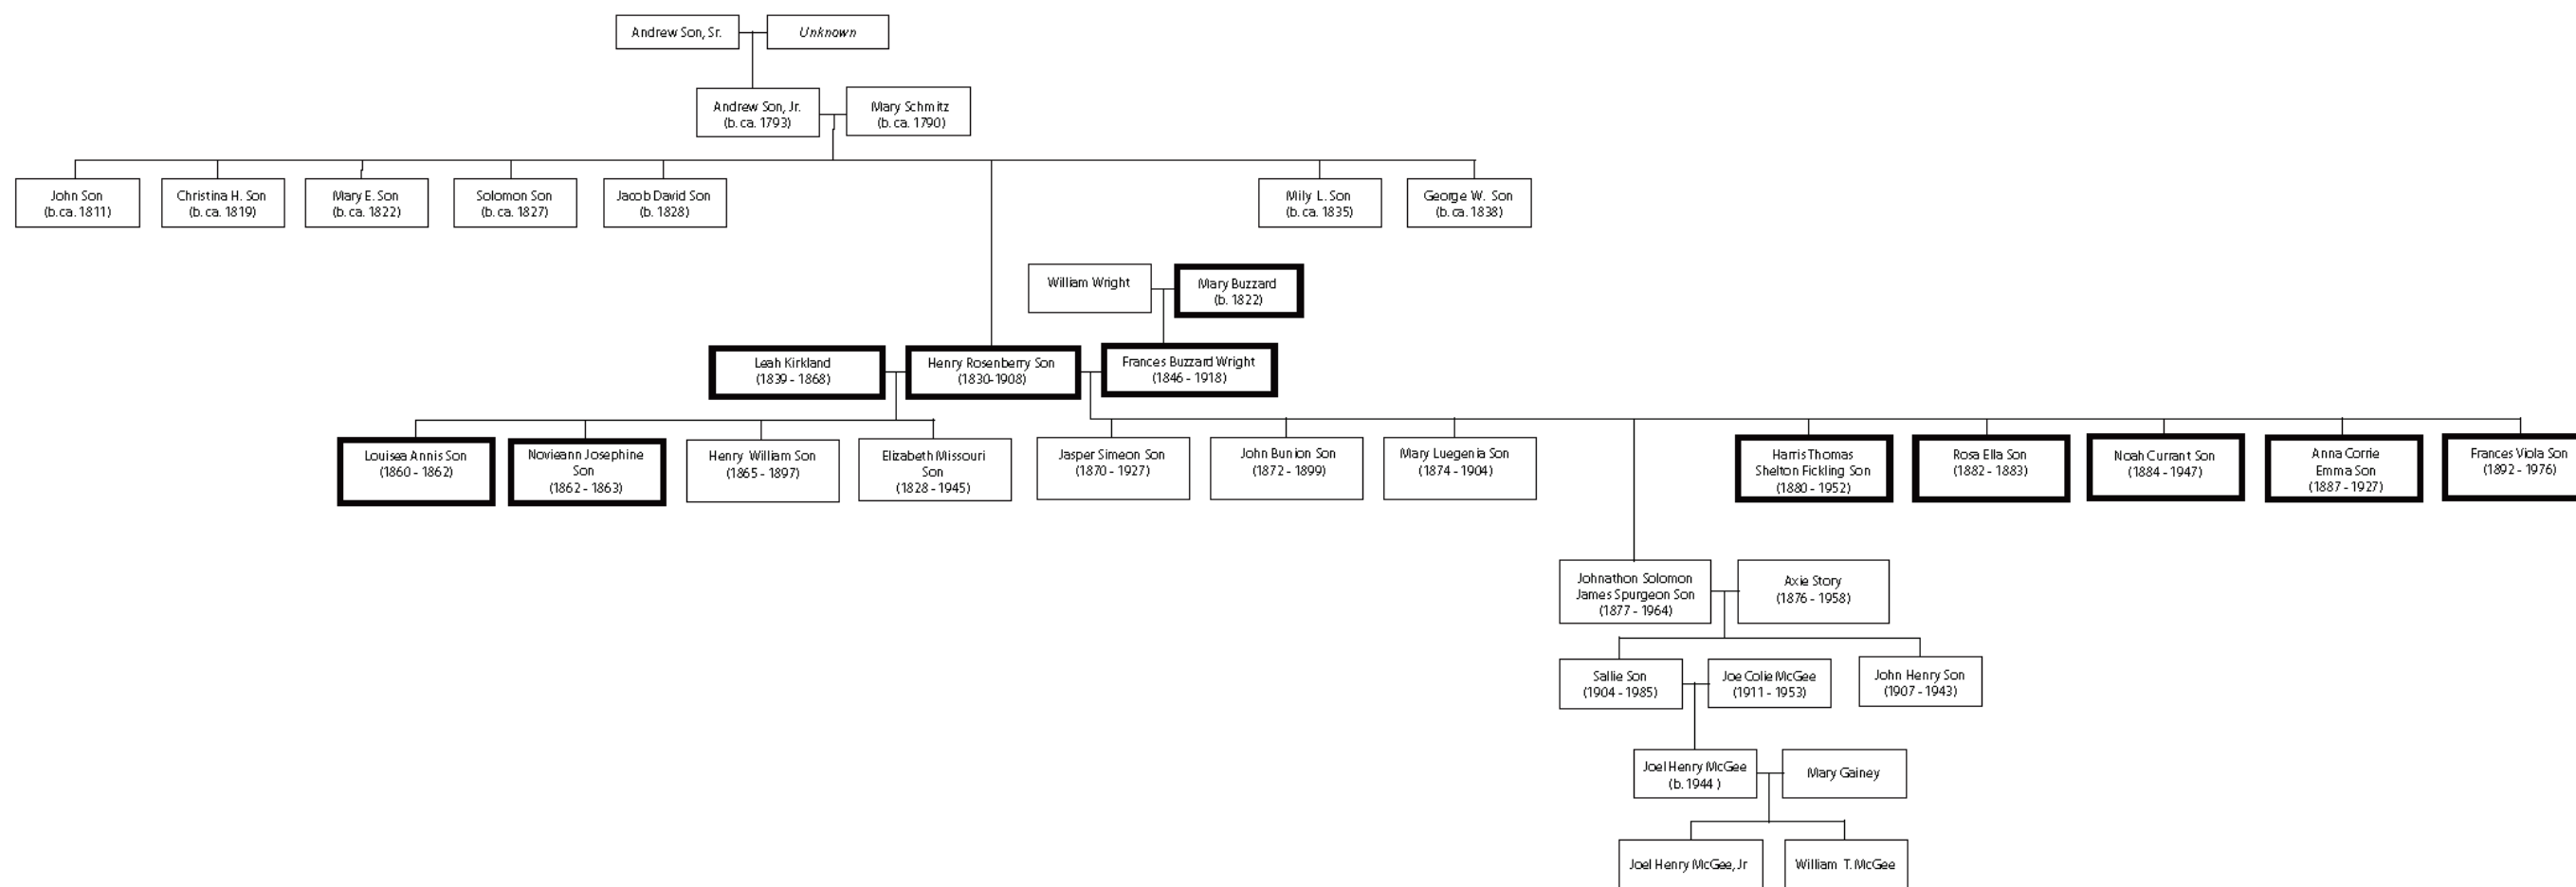 Andrew Son, Sr.
Unknown
Andrew Son, Jr.
(b. ca. 1793)
Mary Schmitz
(b. ca. 1790)
John Son
(b. ca. 1811)
Christina H. Son
(b. ca. 1819)
Mary E. Son
(b. ca. 1822)
Solomon Son
(b. ca. 1827)
Jacob David Son
(b. 1828)
Mily L. Son
(b. ca. 1835)
George W. Son
(b. ca. 1838)
William Wright
Mary Buzzard
(b. 1822)
Leah Kirkland
(1839 - 1868)
Henry Rosenberry Son
(1830-1908)
Frances Buzzard Wright
(1846 - 1918)
Louisea Annis Son
(1860 - 1862)
Novieann Josephine
Son
(1862 - 1863)
Henry William Son
(1865 - 1897)
Elizabeth Missouri
Son
(1828 - 1945)
Jasper Simeon Son
(1870 - 1927)
John Bunion Son
(1872 - 1899)
Mary Luegenia Son
(1874 - 1904)
Harris Thomas
Shelton Fickling Son
(1880 - 1952)
Rosa Ella Son
(1882 - 1883)
Noah Currant Son
(1884 - 1947)
Anna Corrie
Emma Son
(1887 - 1927)
Frances Viola Son
(1892 - 1976)
Johnathon Solomon
James Spurgeon Son
(1877 - 1964)
Axie Story
(1876 - 1958)
Sallie Son
(1904 - 1985)
Joe Colie McGee
(1911 - 1953)
John Henry Son
(1907 - 1943)
Joel Henry McGee
(b. 1944 )
Mary Gainey
Joel Henry McGee, Jr
William T. McGee